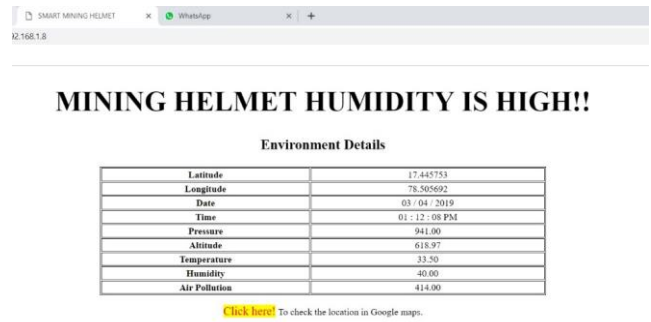 SMART MINING HELMET WhatsApp
92.168.1.8
MINING HELMET HUMIDITY IS HIGH!!
Environment Details
Latitude 17.445753
Longitude 78.505692
Date 03 / 04 / 2019
Time 01 : 12 : 08 PM
Pressure 941.00
Altitude 618.97
Temperature 33.50
Humidity 40.00
Air Pollution 414.00
Click here! To check the location in Google maps.